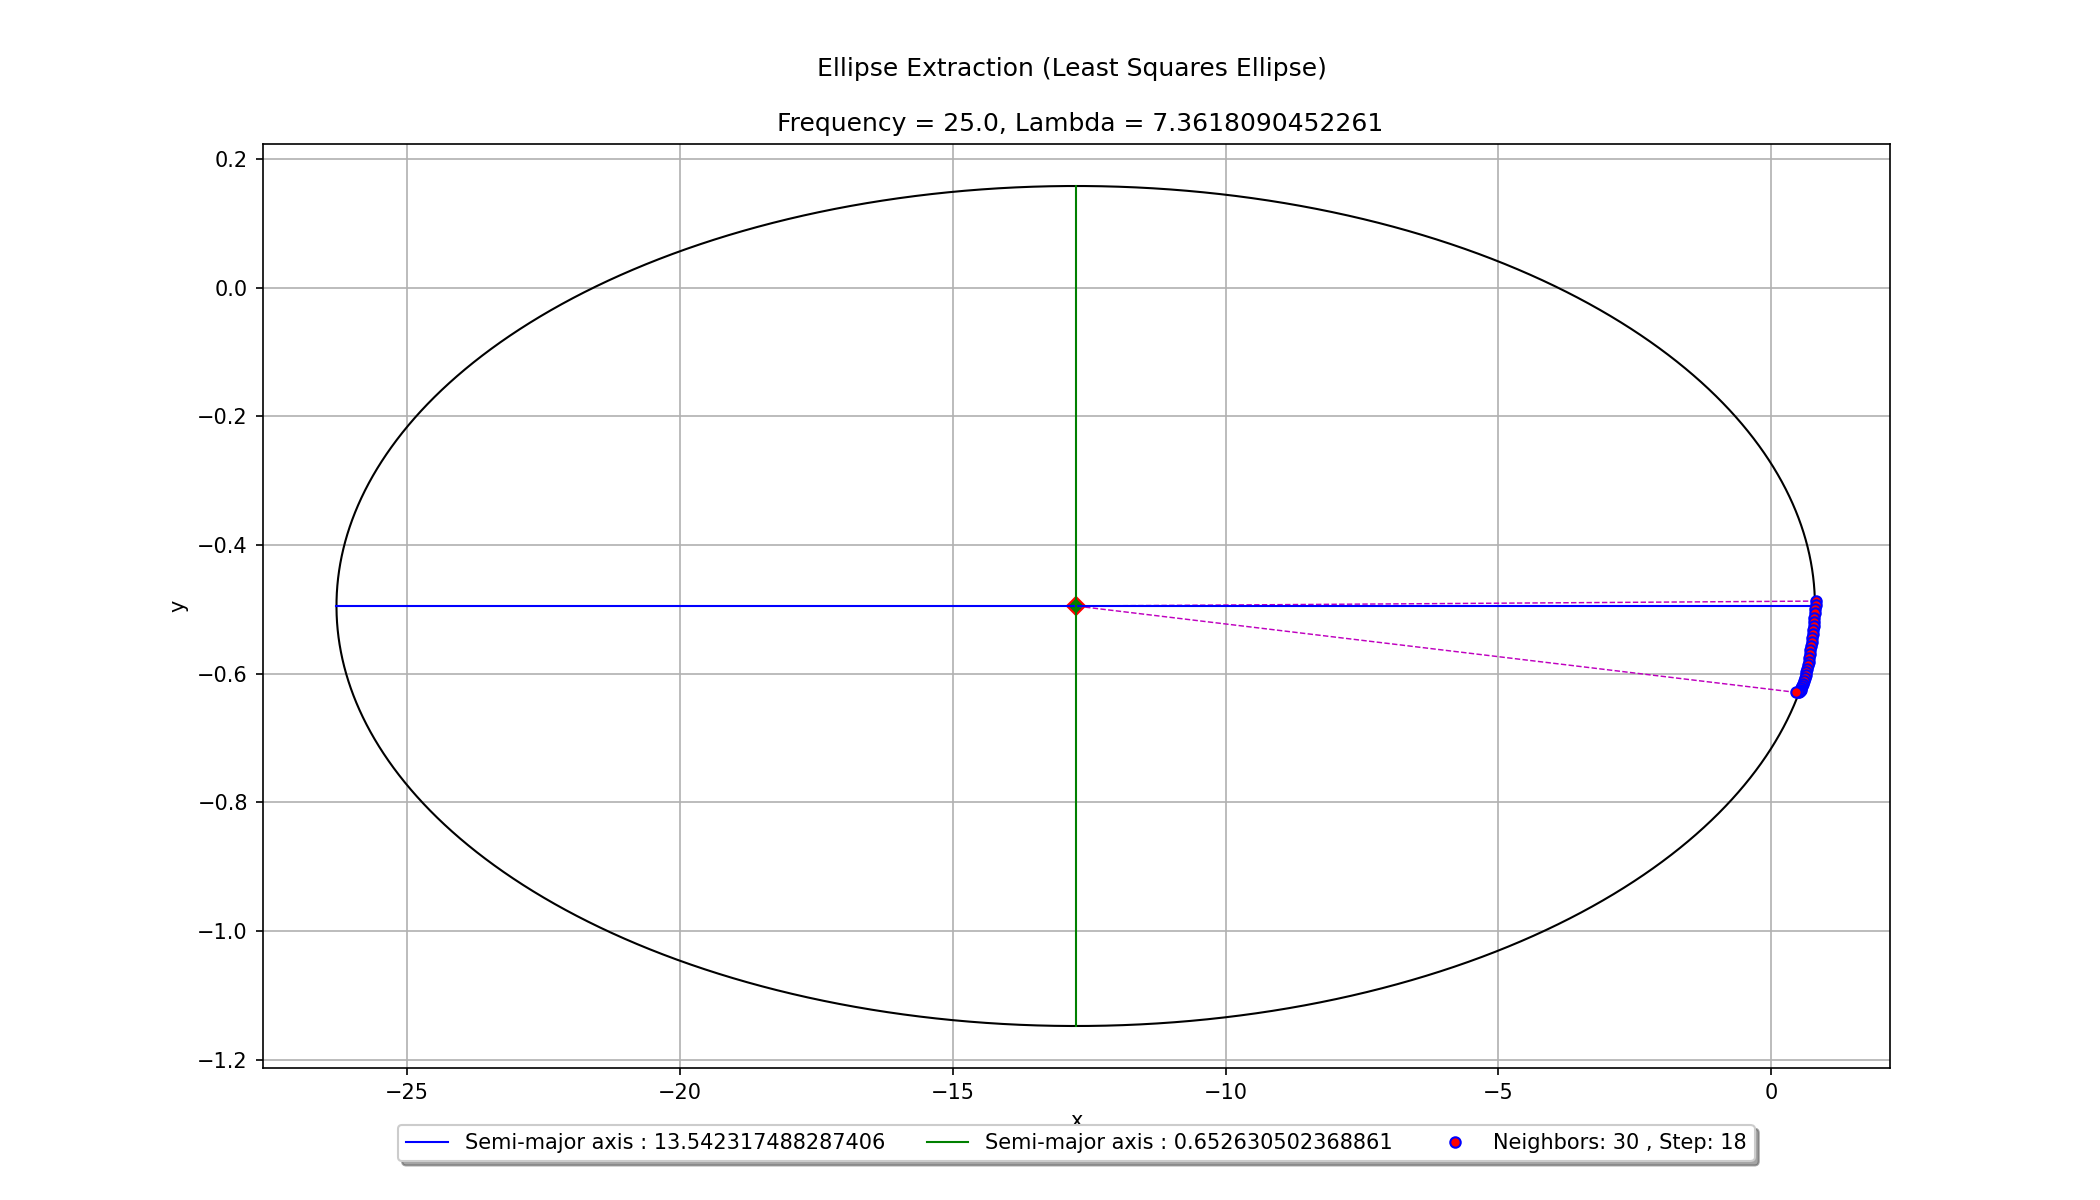 Ellipse Extraction (Least Squares Ellipse)
Frequency = 25.0, Lambda = 7.3618090452261
0.2
0.0
−0.2
−0.4
−0.6
−0.8
−1.0
−1.2
y
−25
−20
−15
−10
−5
0
x
Semi-major axis : 13.542317488287406
Semi-major axis : 0.652630502368861
Neighbors: 30 , Step: 18